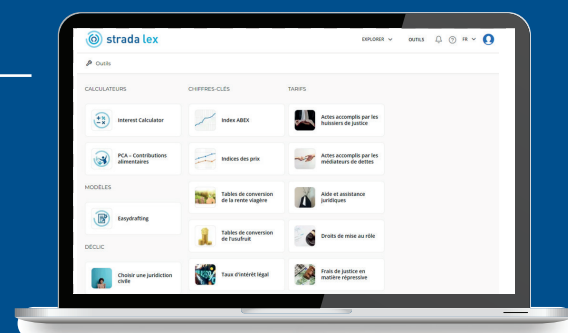 strada lex
EXPLORER
OUTILS
FR
Outils
CALCULATEURS
Interest Calculator
PCA - Contributions
alimentaires
MODÈLES
Easydrafting
DÉCLIC
Choisir une juridiction
civile
CHIFFRES-CLÉS
Index ABEX
Indices des prix
Tables de conversion
de la rente viagère
Tables de conversion
de l'usufruit
Taux d'intérêt légal
TARIFS
Actes accomplis par les
huissiers de justice
Actes accomplis par les
médiateurs de dettes
Aide et assistance
juridiques
Droits de mise au rôle
Frais de justice en
matière répressive